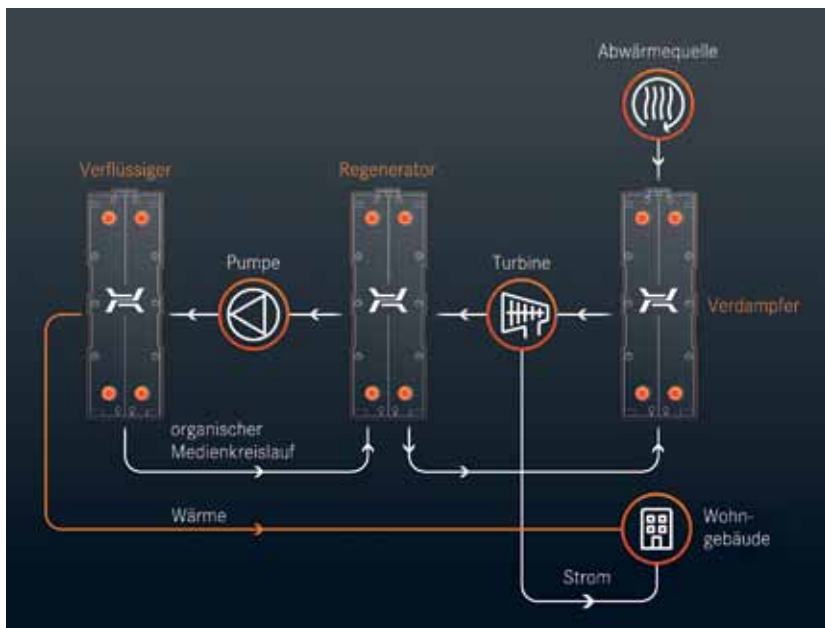 Abwärmequelle
Verflüssiger
Regenerator
Pumpe
Turbine
Verdampfer
organischer
Medienkreislauf
Wärme
Wohn-
gebäude
Strom